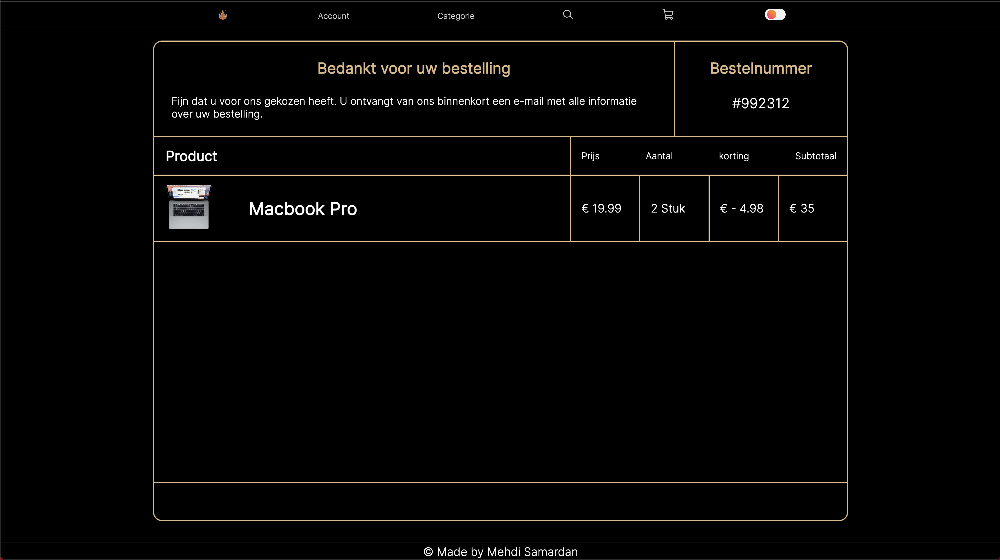 Account
Categorie
Bedankt voor uw bestelling
Bestelnummer
Fijn dat u voor ons gekozen heeft. U ontvangt van ons binnenkort een e-mail met alle informatie
over uw bestelling.
#992312
Product
Prijs
Aantal
korting
Subtotaal
Macbook Pro
€ 19.99
2 Stuk
€ - 4.98
€ 35
© Made by Mehdi Samardan